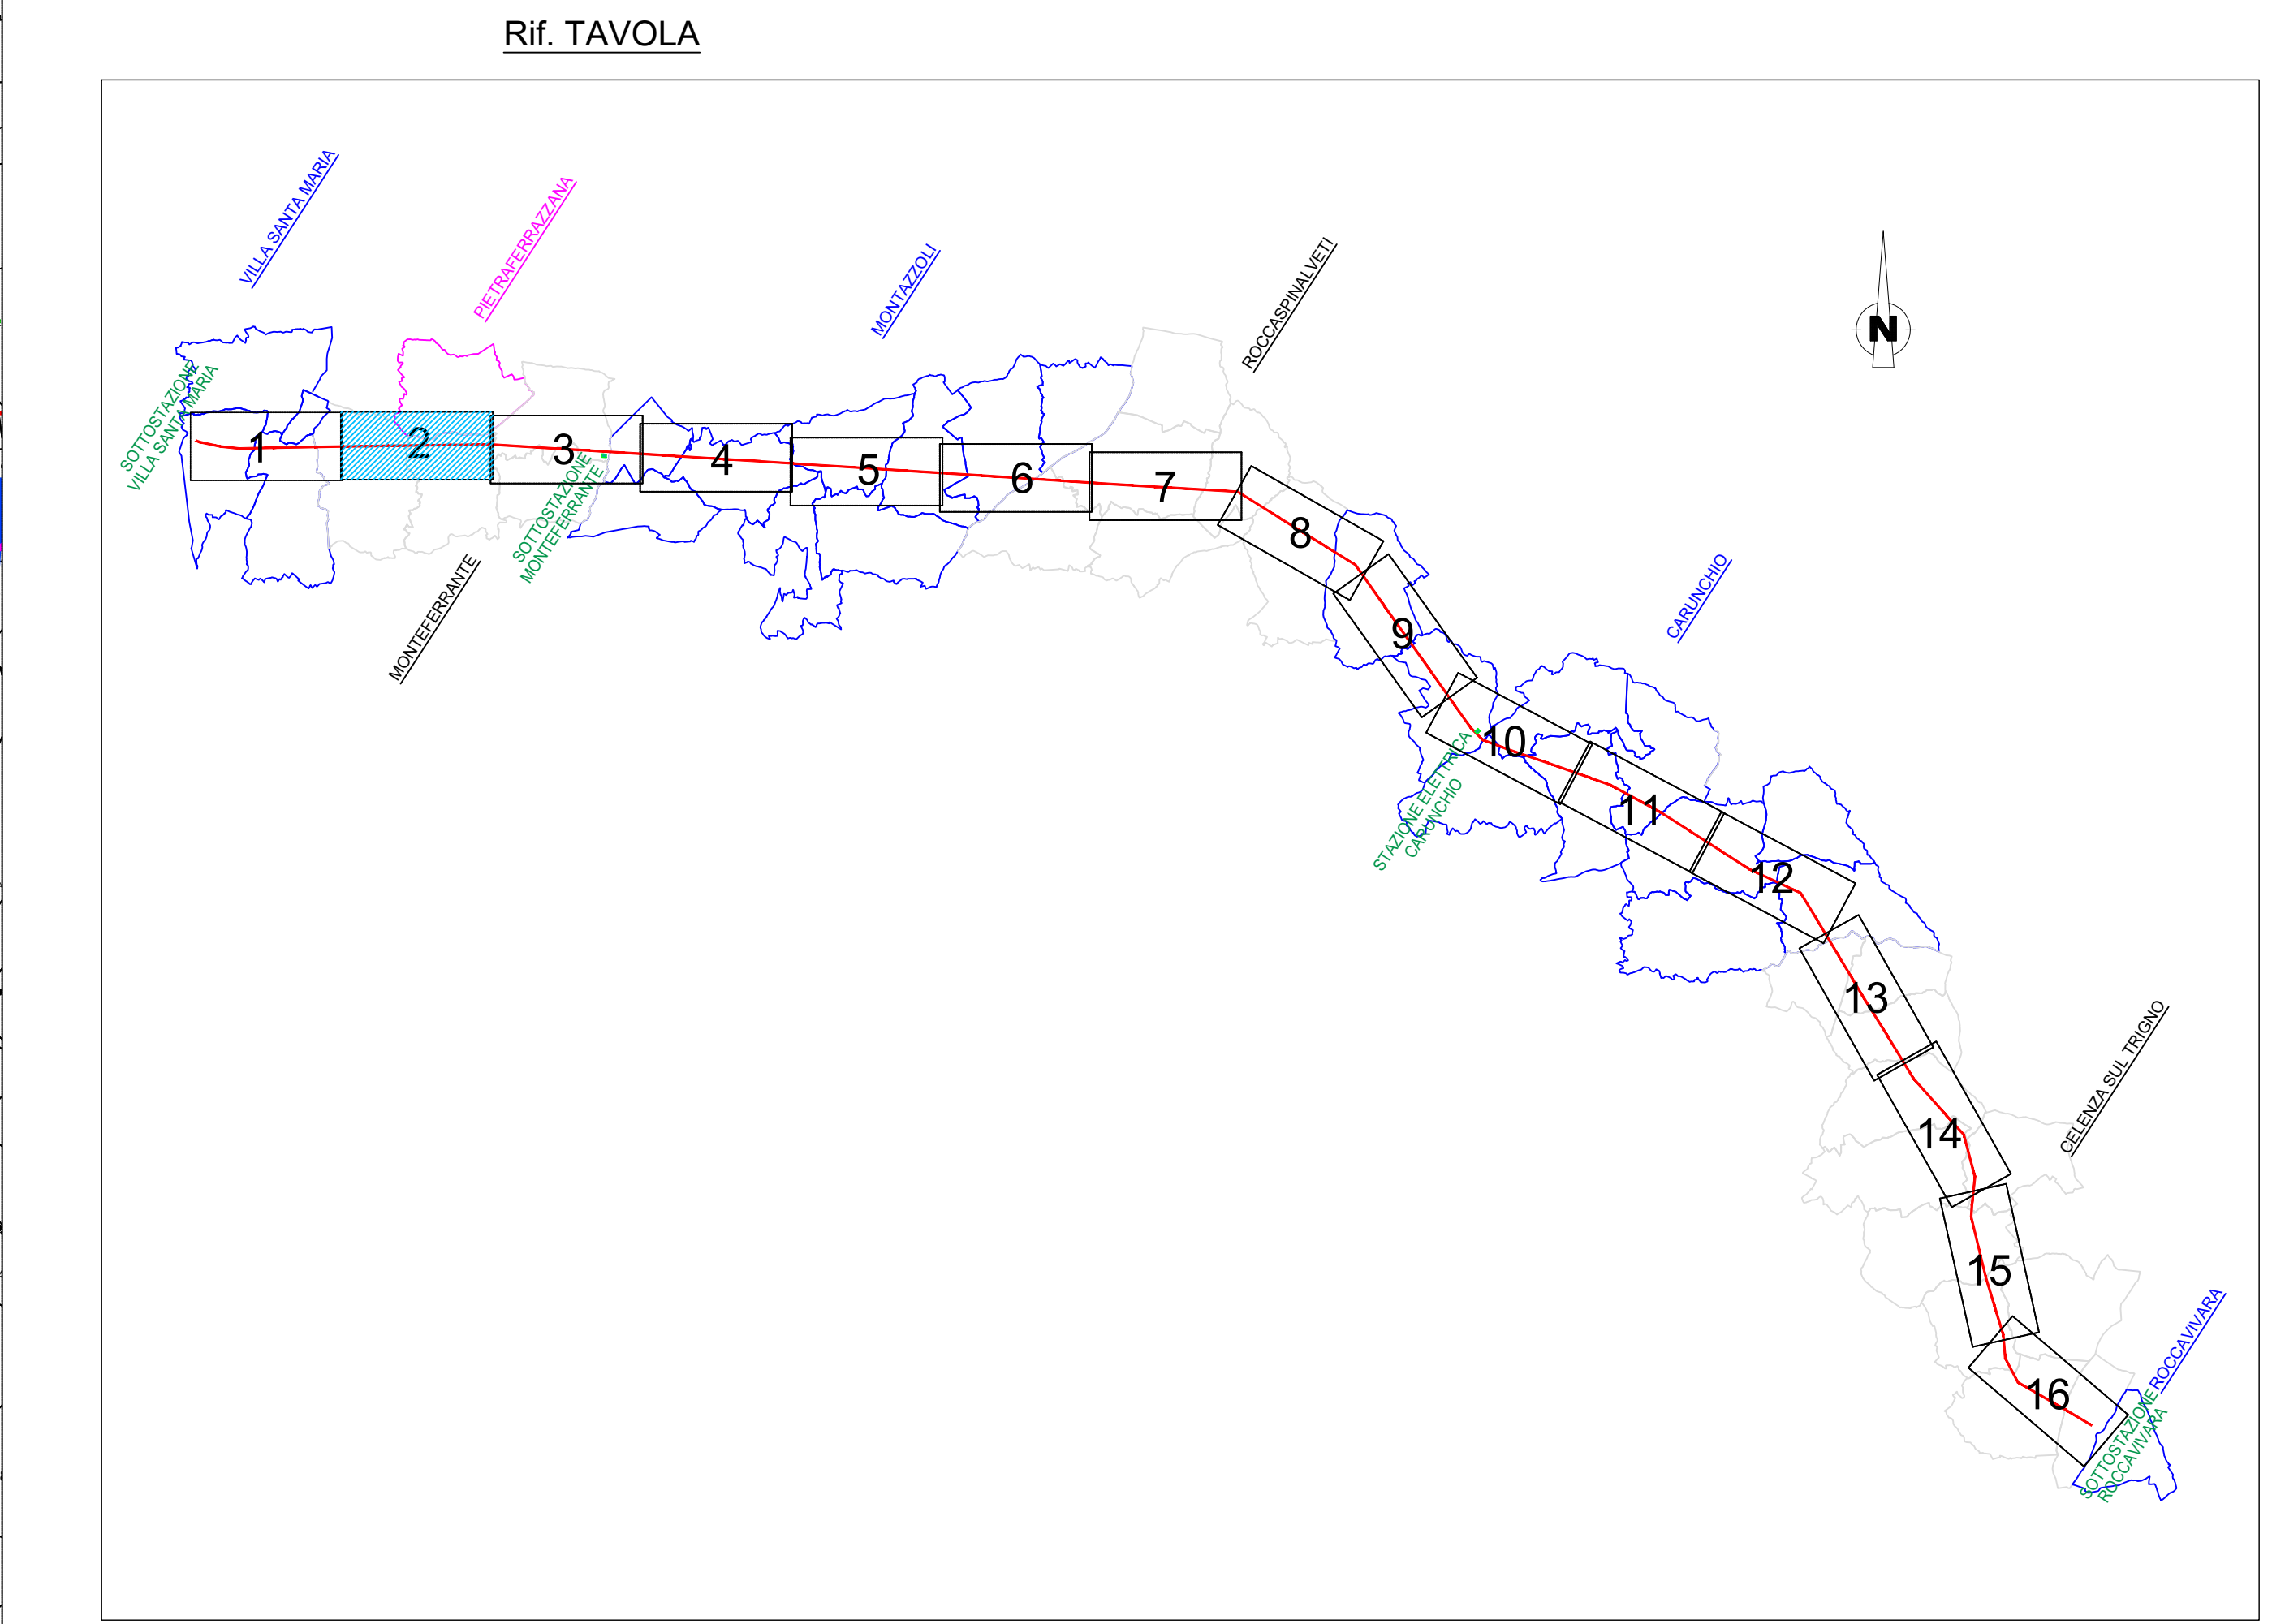 Rif. TAVOLA
VILLA SANTA MARIA
PIETRAFERRAZZANA
MONTAZZOLI
ROCCASPINALVETI
N
SOTTOSTAZIONE
VILLA SANTA MARIA
1
2
3
4
5
6
7
8
SOTTOSTAZIONE
MONTEFERRANTE
MONTEFERRANTE
CARUNCHIO
9
10
STAZIONE ELETTRICA
CARUNCHIO
11
12
13
CELENZA SUL TRIGNO
14
15
ROCCAVIVARA
16
SOTTOSTAZIONE
ROCCAVIVARA